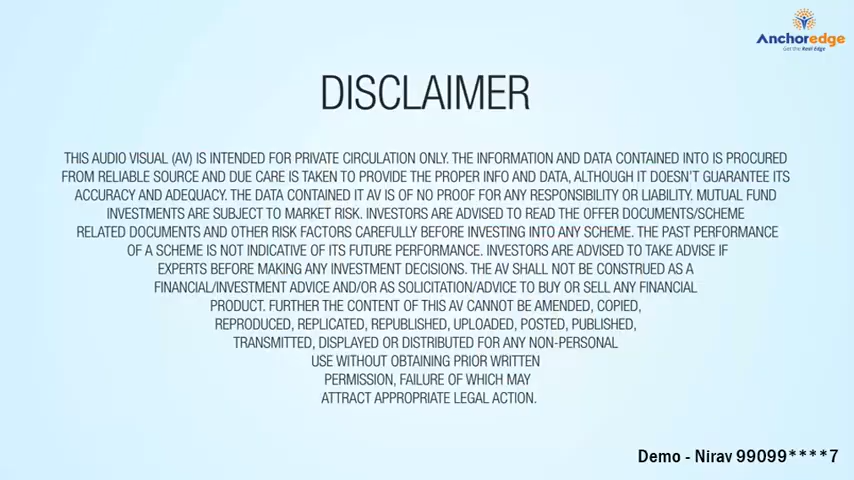 Anchoredge
Get the Real Edge
DISCLAIMER
THIS AUDIO VISUAL (AV) IS INTENDED FOR PRIVATE CIRCULATION ONLY. THE INFORMATION AND DATA CONTAINED INTO IS PROCURED
FROM RELIABLE SOURCE AND DUE CARE IS TAKEN TO PROVIDE THE PROPER INFO AND DATA, ALTHOUGH IT DOESN'T GUARANTEE ITS
ACCURACY AND ADEQUACY. THE DATA CONTAINED IT AV IS OF NO PROOF FOR ANY RESPONSIBILITY OR LIABILITY. MUTUAL FUND
INVESTMENTS ARE SUBJECT TO MARKET RISK. INVESTORS ARE ADVISED TO READ THE OFFER DOCUMENTS/SCHEME
RELATED DOCUMENTS AND OTHER RISK FACTORS CAREFULLY BEFORE INVESTING INTO ANY SCHEME. THE PAST PERFORMANCE
OF A SCHEME IS NOT INDICATIVE OF ITS FUTURE PERFORMANCE. INVESTORS ARE ADVISED TO TAKE ADVISE IF
EXPERTS BEFORE MAKING ANY INVESTMENT DECISIONS. THE AV SHALL NOT BE CONSTRUED AS A
FINANCIAL/INVESTMENT ADVICE AND/OR AS SOLICITATION/ADVICE TO BUY OR SELL ANY FINANCIAL
PRODUCT. FURTHER THE CONTENT OF THIS AV CANNOT BE AMENDED, COPIED,
REPRODUCED, REPLICATED, REPUBLISHED, UPLOADED, POSTED, PUBLISHED,
TRANSMITTED, DISPLAYED OR DISTRIBUTED FOR ANY NON-PERSONAL
USE WITHOUT OBTAINING PRIOR WRITTEN
PERMISSION, FAILURE OF WHICH MAY
ATTRACT APPROPRIATE LEGAL ACTION.
Demo - Nirav 99099****7